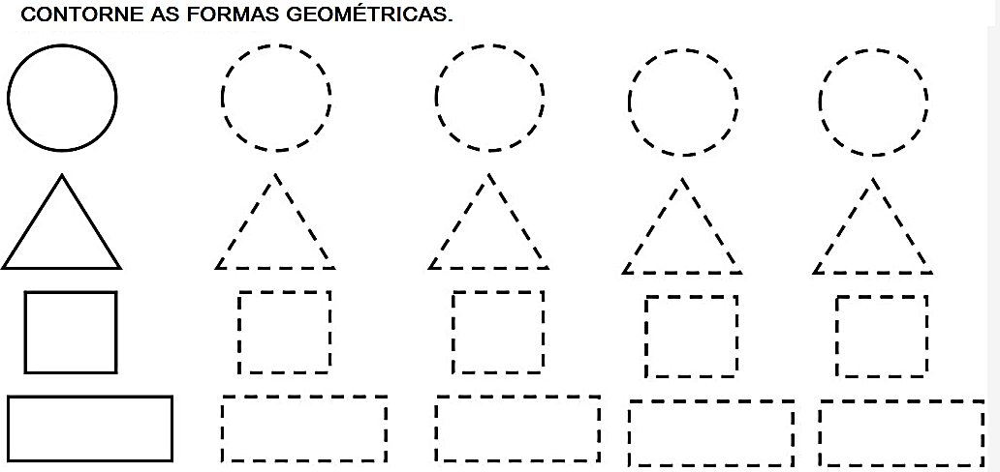 CONTORNE AS FORMAS GEOMÉTRICAS.